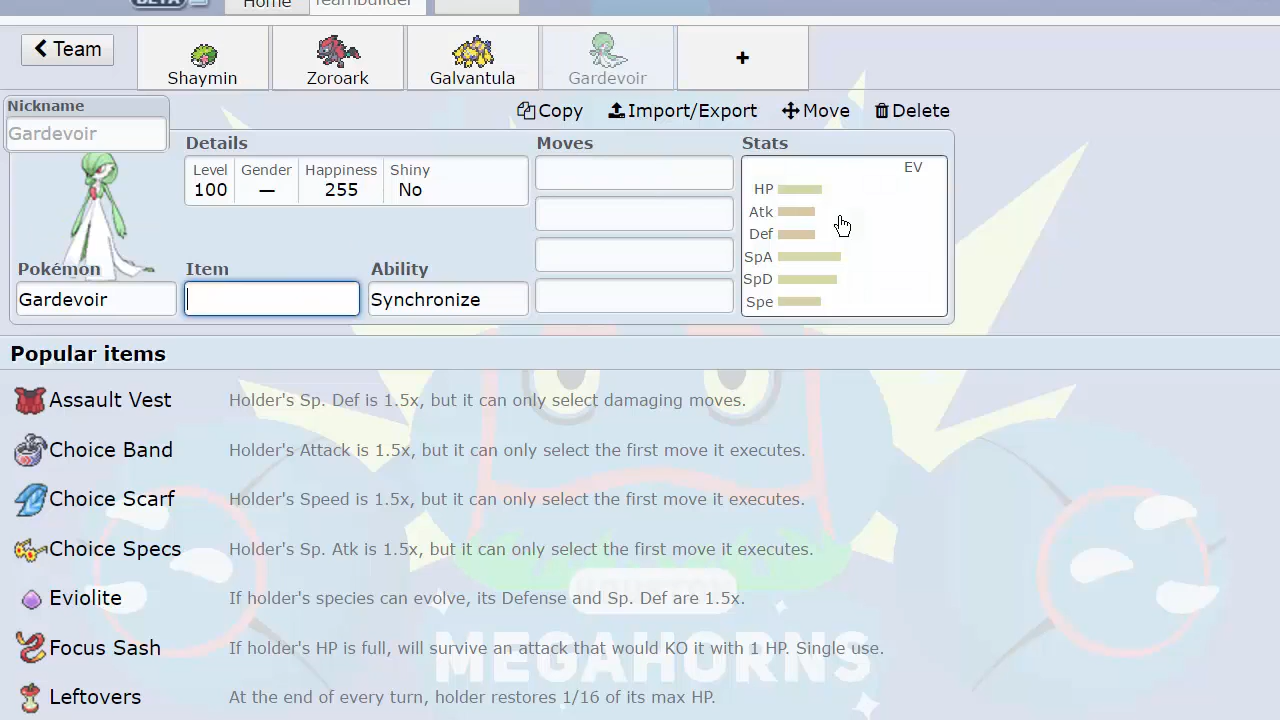 BETA
Home
Teambuilder
Team
Shaymin
Zoroark
Galvantula
Gardevoir
+
Nickname
Gardevoir
Copy
Import/Export
Move
Delete
Details
Moves
Stats
Level
Gender
Happiness
Shiny
100
—
255
No
EV
HP
Atk
Def
SpA
SpD
Spe
Pokémon
Item
Ability
Gardevoir
Synchronize
Popular items
Assault Vest Holder's Sp. Def is 1.5x, but it can only select damaging moves.
Choice Band Holder's Attack is 1.5x, but it can only select the first move it executes.
Choice Scarf Holder's Speed is 1.5x, but it can only select the first move it executes.
Choice Specs Holder's Sp. Atk is 1.5x, but it can only select the first move it executes.
Eviolite If holder's species can evolve, its Defense and Sp. Def are 1.5x.
Focus Sash If holder's HP is full, will survive an attack that would KO it with 1 HP. Single use.
MEGAHORNS
Leftovers At the end of every turn, holder restores 1/16 of its max HP.